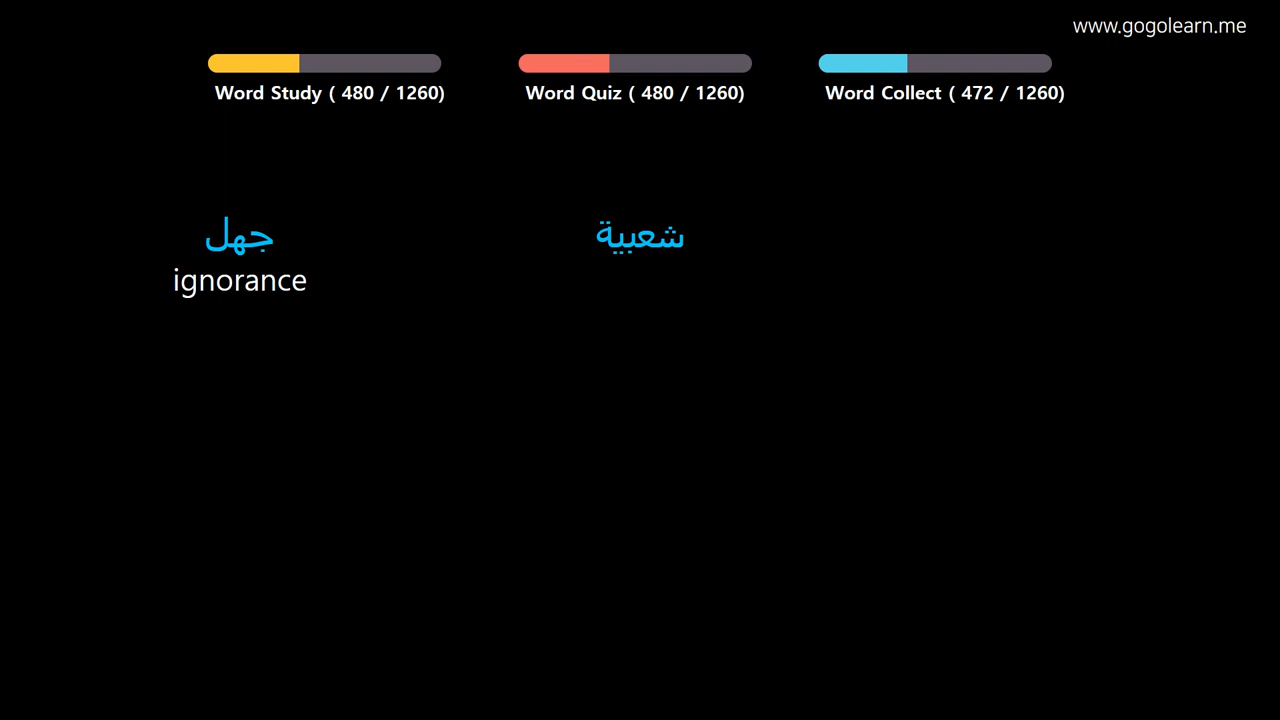 www.gogolearn.me
Word Study ( 480 / 1260)
Word Quiz ( 480 / 1260)
Word Collect ( 472 / 1260)
جهل
ignorance
شعبية